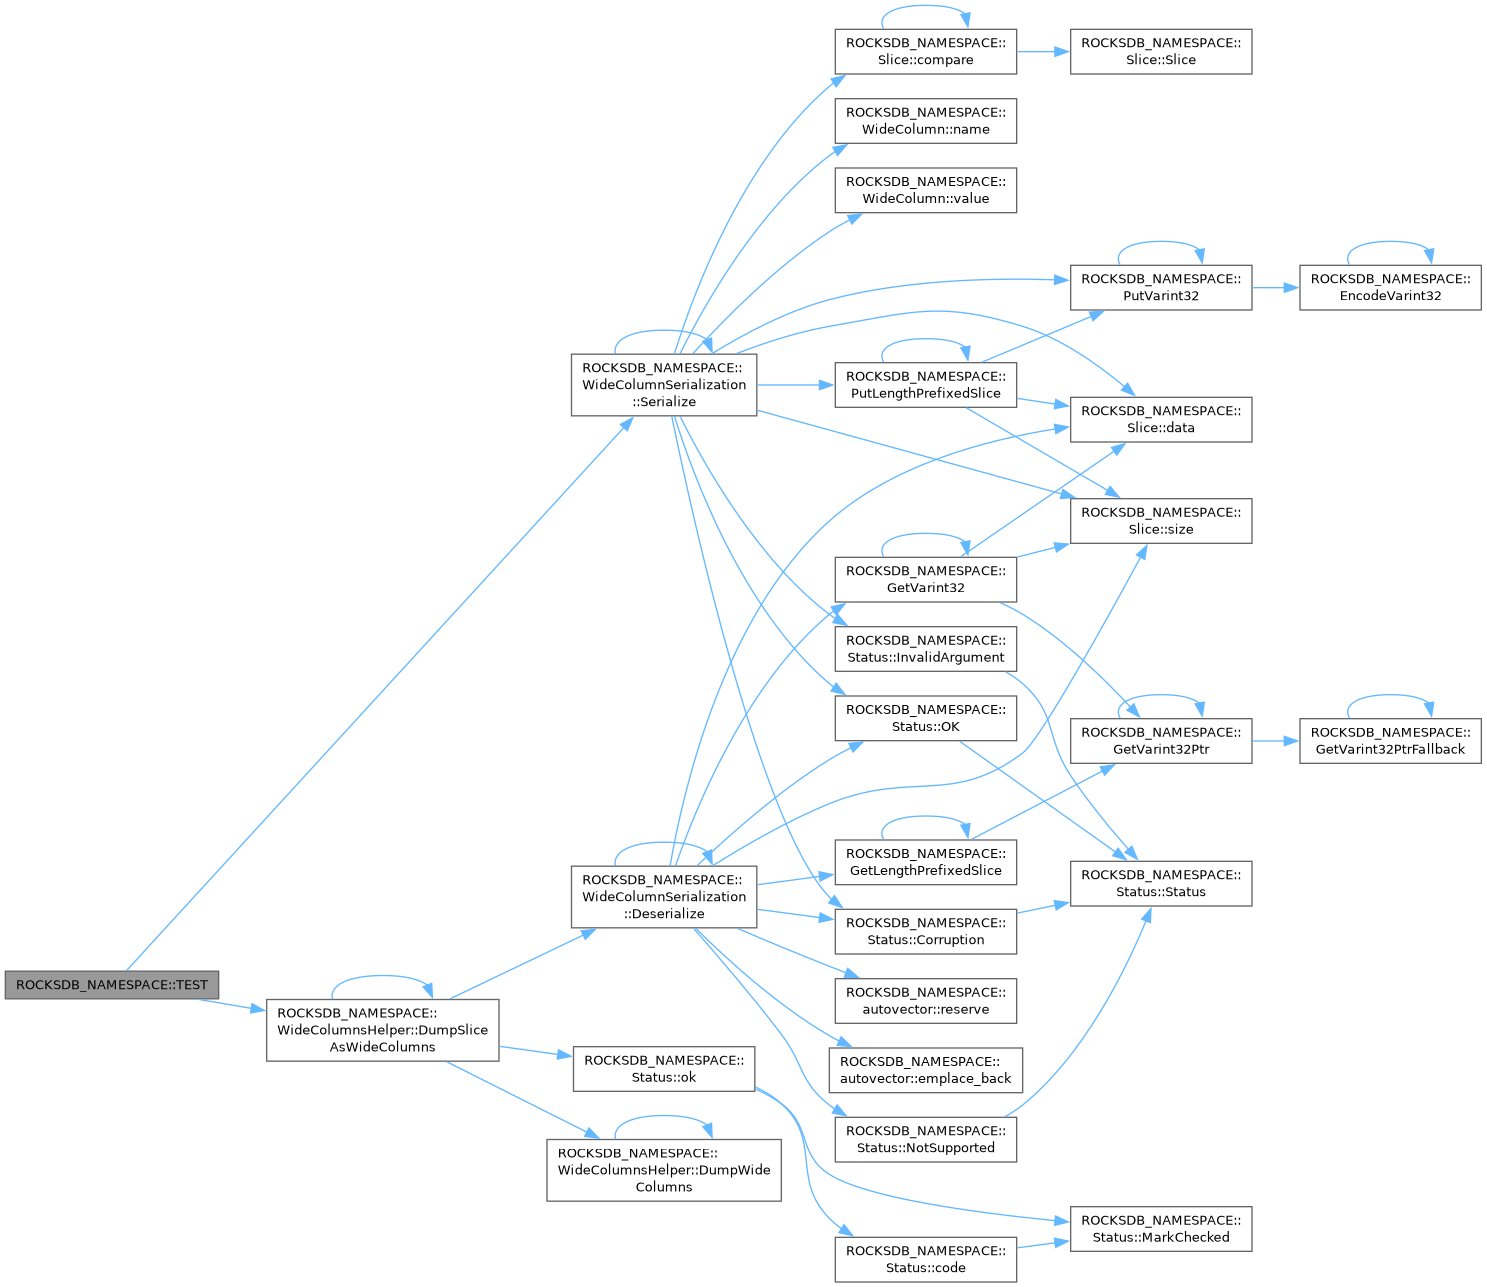 ROCKSDB_NAMESPACE::TEST
ROCKSDB_NAMESPACE::
WideColumnsHelper::DumpSlice
AsWideColumns
ROCKSDB_NAMESPACE::
WideColumnSerialization
::Serialize
ROCKSDB_NAMESPACE::
WideColumnSerialization
::Deserialize
ROCKSDB_NAMESPACE::
Status::ok
ROCKSDB_NAMESPACE::
WideColumnsHelper::DumpWide
Columns
ROCKSDB_NAMESPACE::
Slice::compare
ROCKSDB_NAMESPACE::
WideColumn::name
ROCKSDB_NAMESPACE::
WideColumn::value
ROCKSDB_NAMESPACE::
PutLengthPrefixedSlice
ROCKSDB_NAMESPACE::
GetVarint32
ROCKSDB_NAMESPACE::
Status::InvalidArgument
ROCKSDB_NAMESPACE::
Status::OK
ROCKSDB_NAMESPACE::
GetLengthPrefixedSlice
ROCKSDB_NAMESPACE::
Status::Corruption
ROCKSDB_NAMESPACE::
autovector::reserve
ROCKSDB_NAMESPACE::
autovector::emplace_back
ROCKSDB_NAMESPACE::
Status::NotSupported
ROCKSDB_NAMESPACE::
Status::code
ROCKSDB_NAMESPACE::
Slice::Slice
ROCKSDB_NAMESPACE::
PutVarint32
ROCKSDB_NAMESPACE::
Slice::data
ROCKSDB_NAMESPACE::
Slice::size
ROCKSDB_NAMESPACE::
GetVarint32Ptr
ROCKSDB_NAMESPACE::
Status::Status
ROCKSDB_NAMESPACE::
Status::MarkChecked
ROCKSDB_NAMESPACE::
EncodeVarint32
ROCKSDB_NAMESPACE::
GetVarint32PtrFallback